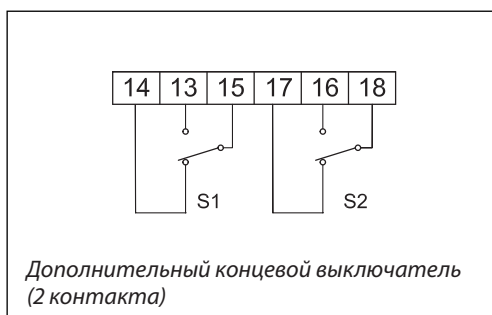 14 13 15 17 16 18
S1 S2
Дополнительный концевой выключатель
(2 контакта)